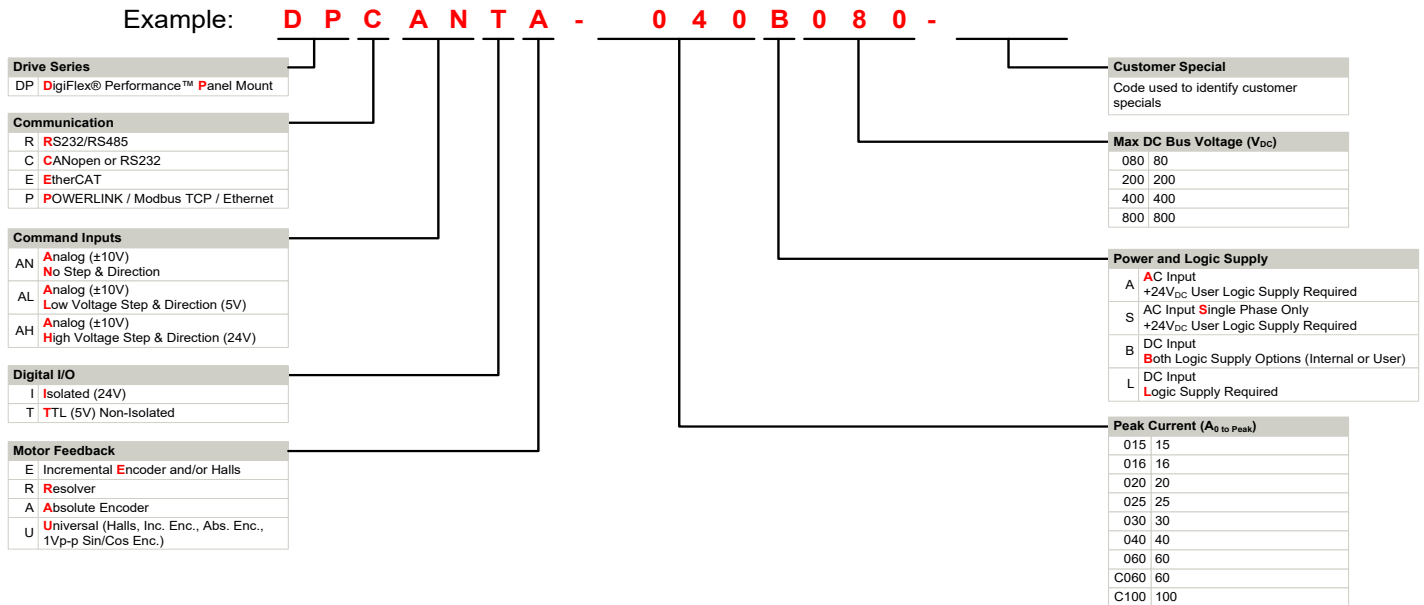 Example: D P C A N T A - 0 4 0 B 0 8 0 -
Drive Series
DP DigiFlex® Performance™ Panel Mount
Communication
R RS232/RS485
C CANopen or RS232
E EtherCAT
P POWERLINK / Modbus TCP / Ethernet
Command Inputs
AN Analog (±10V)
No Step & Direction
AL Analog (±10V)
Low Voltage Step & Direction (5V)
AH Analog (±10V)
High Voltage Step & Direction (24V)
Digital I/O
I Isolated (24V)
T TTL (5V) Non-Isolated
Motor Feedback
E Incremental Encoder and/or Halls
R Resolver
A Absolute Encoder
U Universal (Halls, Inc. Enc., Abs. Enc.,
1Vp-p Sin/Cos Enc.)
Customer Special
Code used to identify customer
specials
Max DC Bus Voltage (VDC)
080 80
200 200
400 400
800 800
Power and Logic Supply
A AC Input
+24VDC User Logic Supply Required
S AC Input Single Phase Only
+24VDC User Logic Supply Required
B DC Input
Both Logic Supply Options (Internal or User)
L DC Input
Logic Supply Required
Peak Current (A0 to Peak)
015 15
016 16
020 20
025 25
030 30
040 40
060 60
C060 60
C100 100